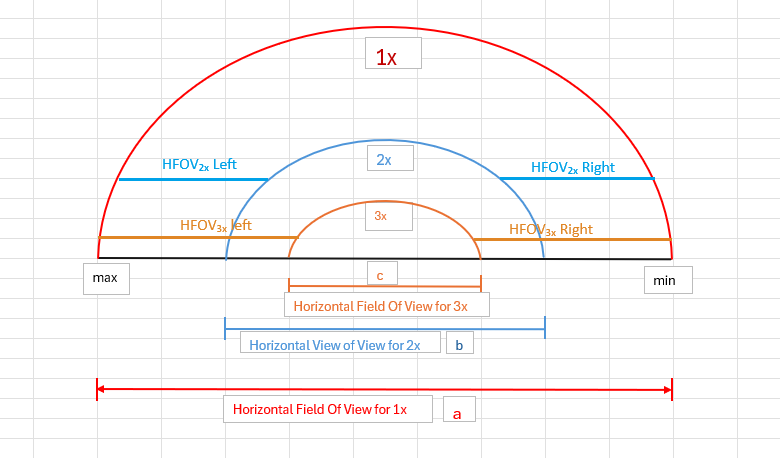 1x
HFOV2x Left
2x
HFOV2x Right
HFOV3x left
3x
HFOV3x Right
max
c
min
Horizontal Field Of View for 3x
Horizontal View of View for 2x
b
Horizontal Field Of View for 1x
a